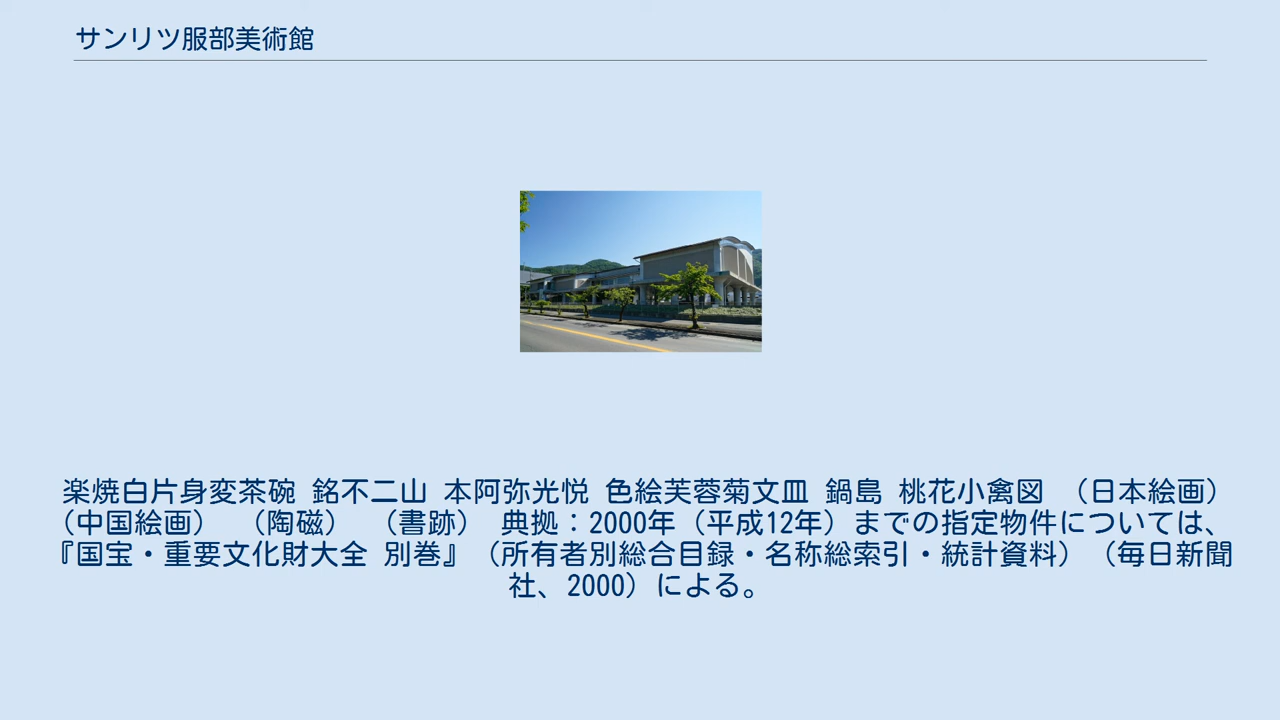 サンリツ服部美術館
楽焼白片身変茶碗 銘不二山 本阿弥光悦 色絵芙蓉菊文皿 鍋島 桃花小禽図 （日本絵画）
（中国絵画） （陶磁） （書跡） 典拠：2000年（平成12年）までの指定物件については、
『国宝・重要文化財大全 別巻』（所有者別総合目録・名称総索引・統計資料）（毎日新聞
社、2000）による。